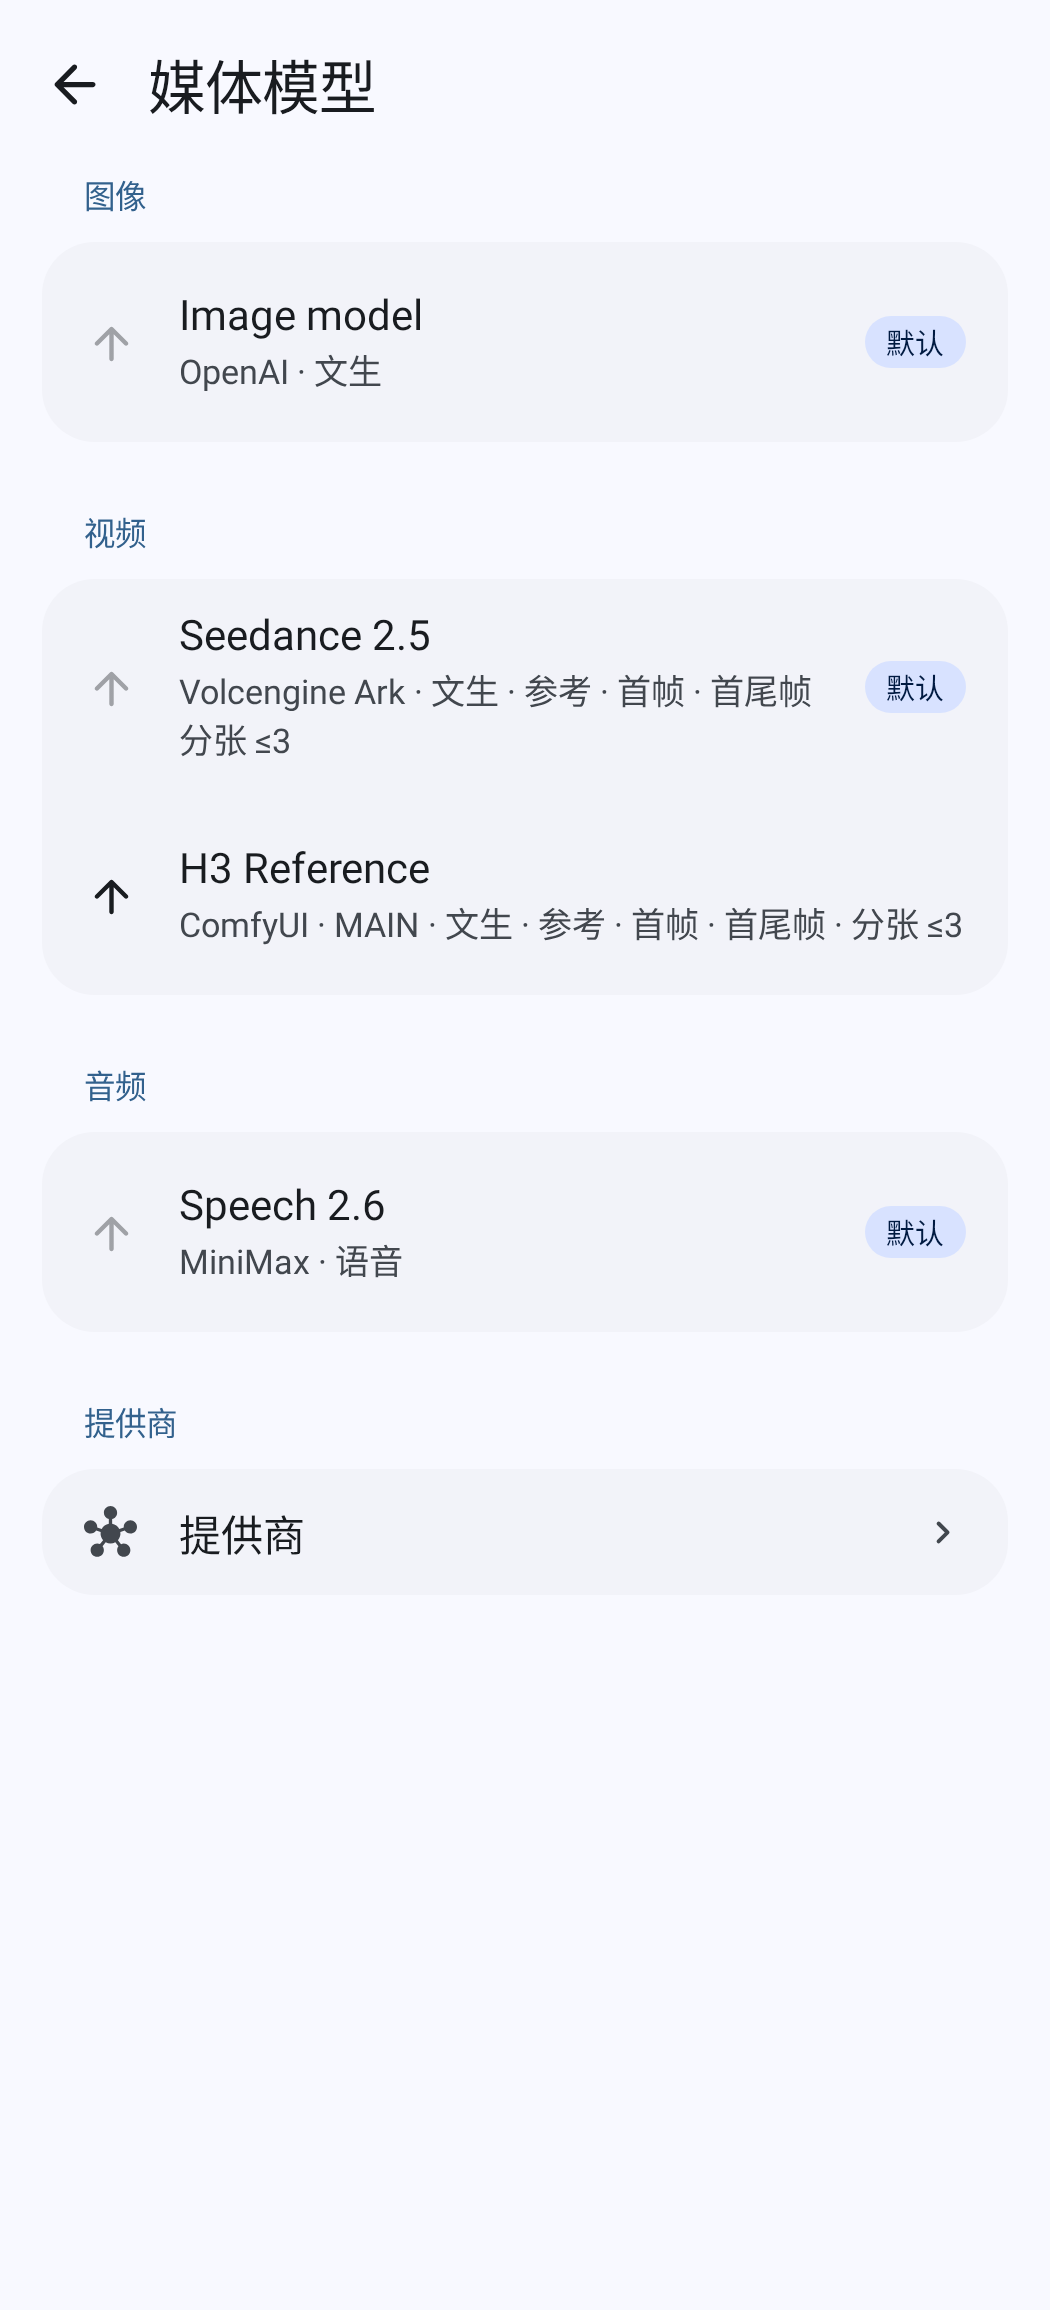 媒体模型
图像
Image model
OpenAI · 文生
默认
视频
Seedance 2.5
Volcengine Ark · 文生 · 参考 · 首帧 · 首尾帧
分张 ≤3
默认
H3 Reference
ComfyUI · MAIN · 文生 · 参考 · 首帧 · 首尾帧 · 分张 ≤3
音频
Speech 2.6
MiniMax · 语音
默认
提供商
提供商